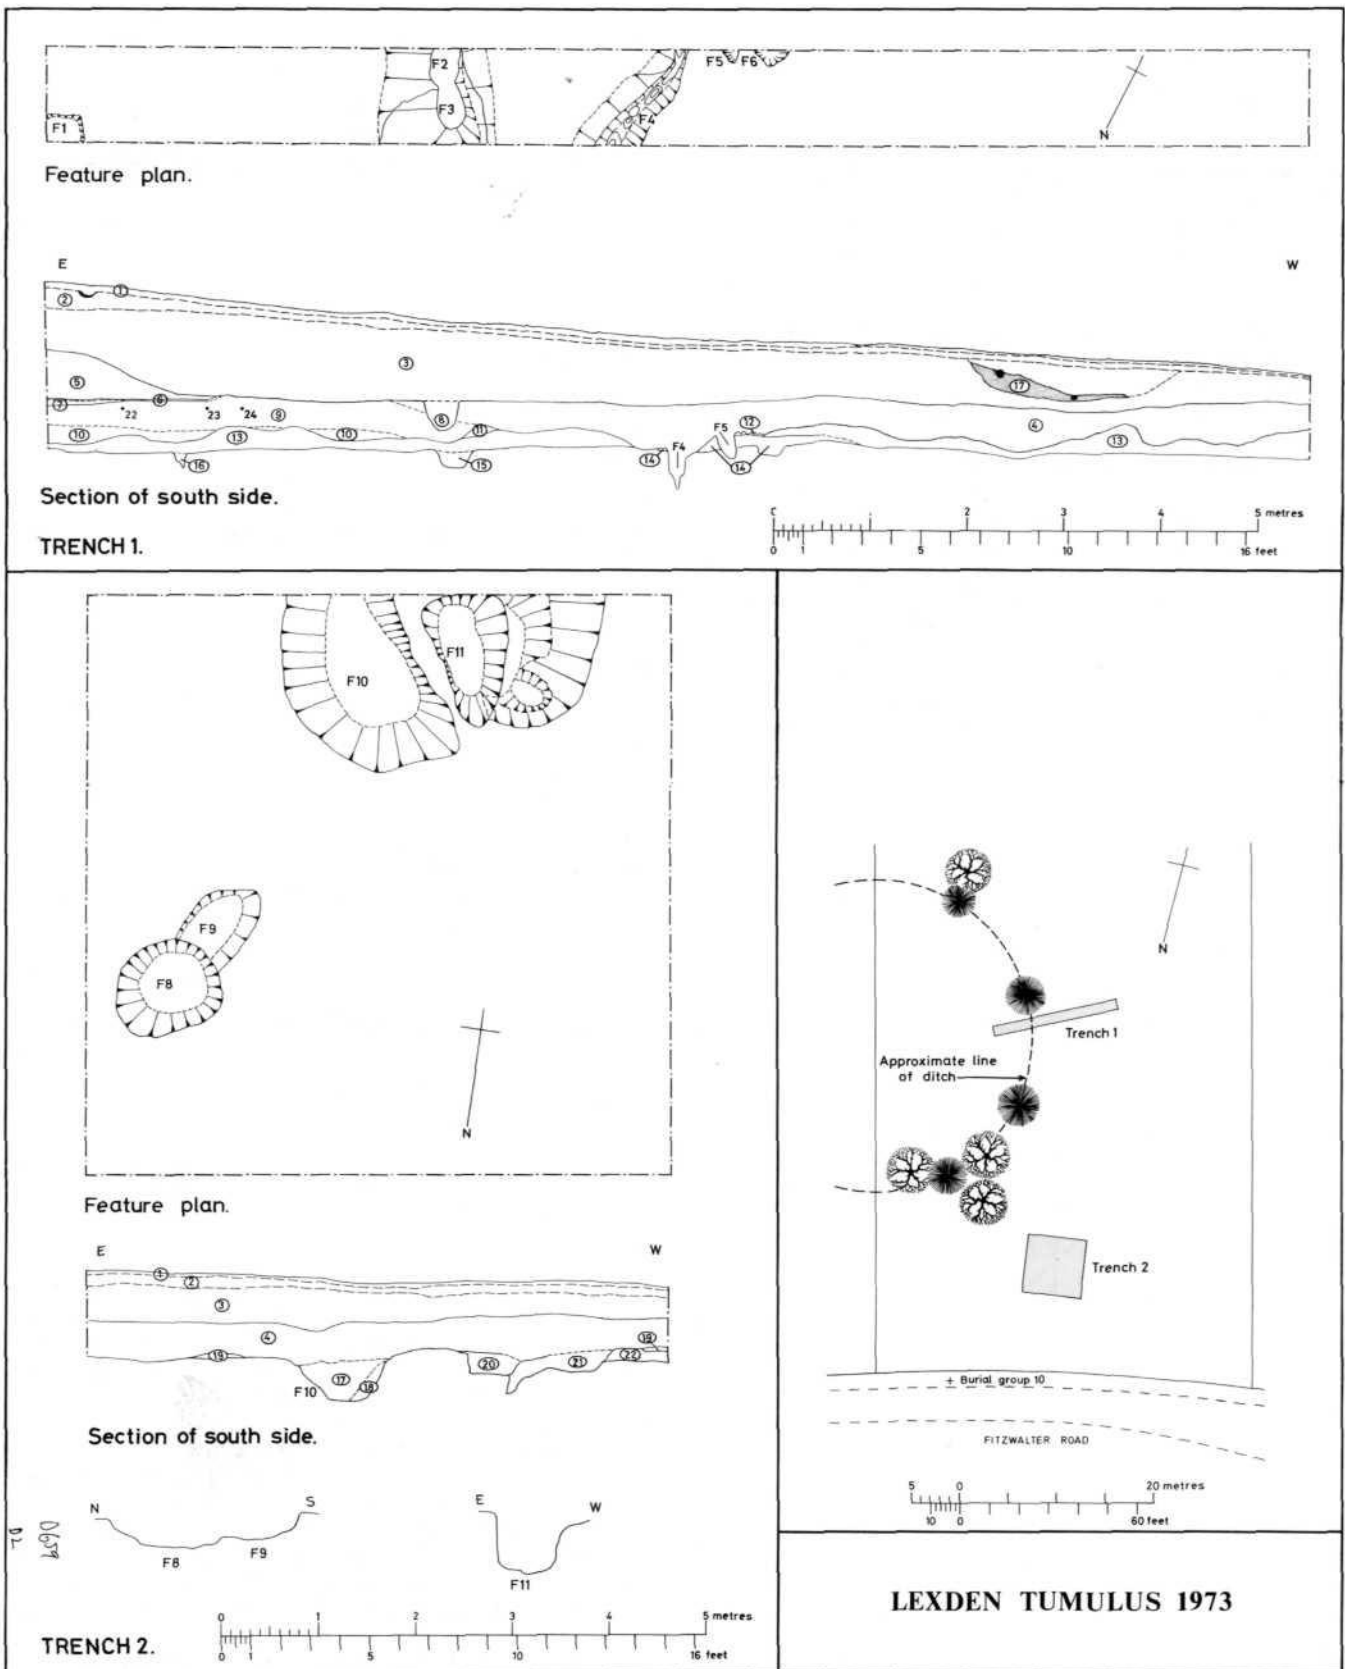 F1
F2
F3
F4
F5 F6
N
Feature plan.
E W
1
2
3
5
6
7
22 23 24 9
8
17
4
10 13 10 11
12
F5
F4
13
14 14
16 15
Section of south side.
TRENCH 1.
0 1 2 3 4 5 metres
0 1 5 10 16 feet
F10
F11
F9
F8
N
Feature plan.
E W
1
2
3
4
19 19
20 21 22
17 18
F10
Section of south side.
N S
F8 F9
E W
F11
0 1 2 3 4 5 metres
0 1 5 10 16 feet
TRENCH 2.
D659
D2
N
Trench 1
Approximate line
of ditch
Trench 2
+ Burial group 10
FITZWALTER ROAD
5 0 20 metres
10 0 60 feet
LEXDEN TUMULUS 1973